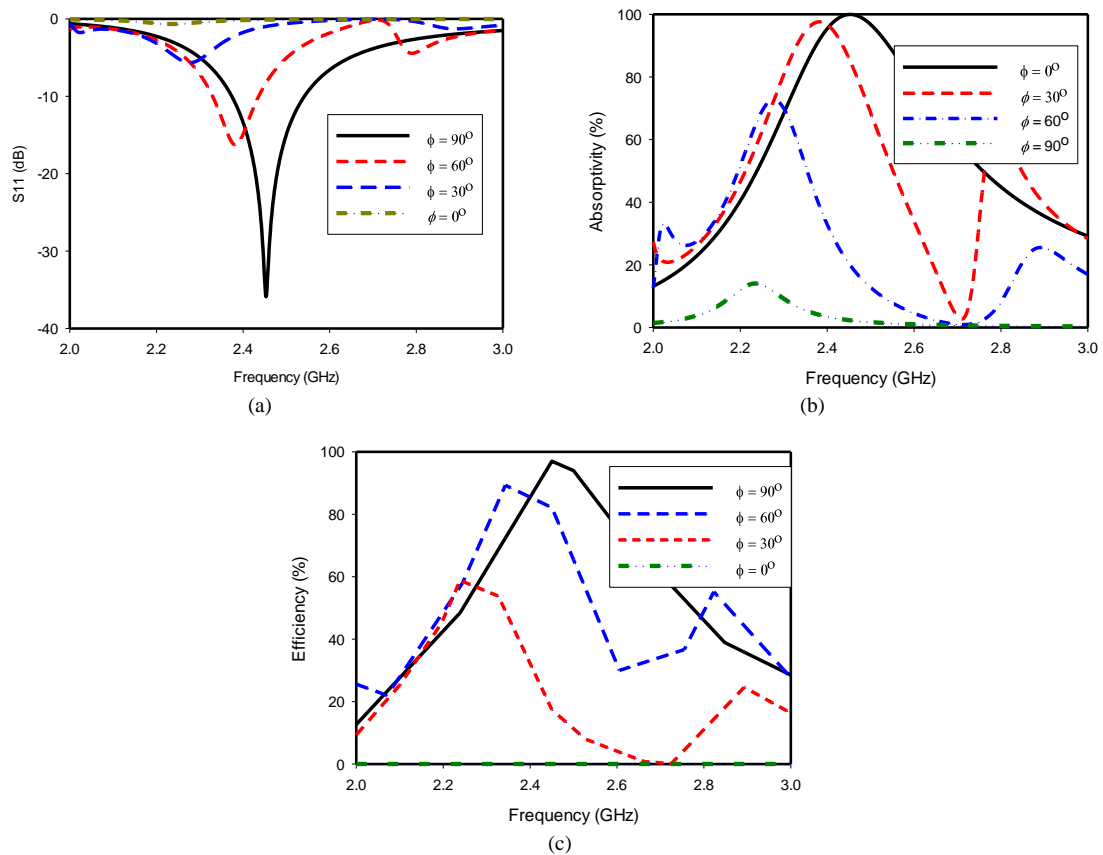 0
-10
-20
-30
-40
S11 (dB)
2.0 2.2 2.4 2.6 2.8 3.0
Frequency (GHz)
ϕ = 90O
ϕ = 60O
ϕ = 30O
ϕ = 0O
(a)
100
80
60
40
20
0
Absorptivity (%)
2.0 2.2 2.4 2.6 2.8 3.0
Frequency (GHz)
ϕ = 0O
ϕ = 30O
ϕ = 60O
ϕ = 90O
(b)
100
80
60
40
20
0
Efficiency (%)
2.0 2.2 2.4 2.6 2.8 3.0
Frequency (GHz)
ϕ = 90O
ϕ = 60O
ϕ = 30O
ϕ = 0O
(c)